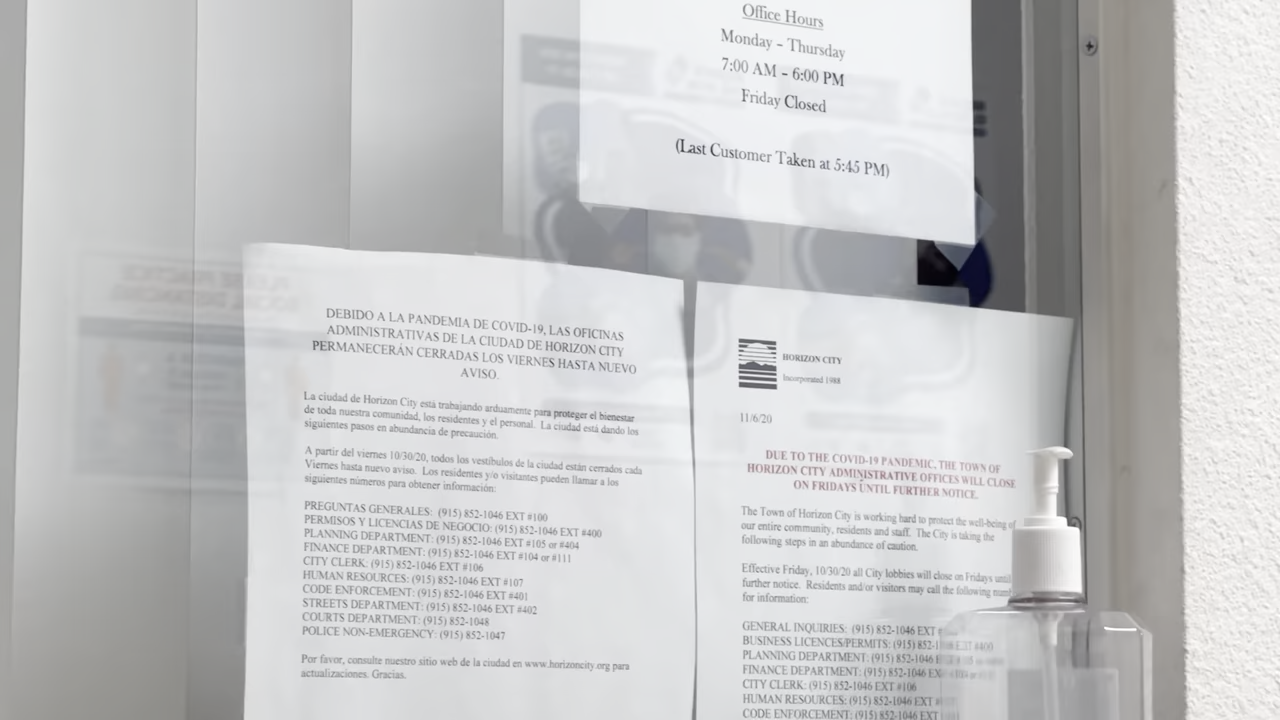 Office Hours
Monday - Thursday
7:00 AM - 6:00 PM
Friday Closed
(Last Customer Taken at 5:45 PM)
DEBIDO A LA PANDEMIA DE COVID-19, LAS OFICINAS
ADMINISTRATIVAS DE LA CIUDAD DE HORIZON CITY
PERMANECERÁN CERRADAS LOS VIERNES HASTA NUEVO
AVISO.
La ciudad de Horizon City está trabajando arduamente para proteger el bienestar
de toda nuestra comunidad, los residentes y el personal. La ciudad está dando los
siguientes pasos en abundancia de precaución.
A partir del viernes 10/30/20, todos los vestíbulos de la ciudad están cerrados cada
Viernes hasta nuevo aviso. Los residentes y/o visitantes pueden llamar a los
siguientes números para obtener información:
PREGUNTAS GENERALES: (915) 852-1046 EXT #100
PERMISOS Y LICENCIAS DE NEGOCIO: (915) 852-1046 EXT #400
PLANNING DEPARTMENT: (915) 852-1046 EXT #105 or #404
FINANCE DEPARTMENT: (915) 852-1046 EXT #104 or #111
CITY CLERK: (915) 852-1046 EXT #106
HUMAN RESOURCES: (915) 852-1046 EXT #107
CODE ENFORCEMENT: (915) 852-1046 EXT #401
STREETS DEPARTMENT: (915) 852-1046 EXT #402
COURTS DEPARTMENT: (915) 852-1048
POLICE NON-EMERGENCY: (915) 852-1047
Por favor, consulte nuestro sitio web de la ciudad en www.horizoncity.org para
actualizaciones. Gracias.
HORIZON CITY
Incorporated 1988
11/6/20
DUE TO THE COVID-19 PANDEMIC, THE TOWN OF
HORIZON CITY ADMINISTRATIVE OFFICES WILL CLOSE
ON FRIDAYS UNTIL FURTHER NOTICE.
The Town of Horizon City is working hard to protect the well-being of
our entire community, residents and staff. The City is taking the
following steps in an abundance of caution.
Effective Friday, 10/30/20 all City lobbies will close on Fridays until
further notice. Residents and/or visitors may call the following
for information:
GENERAL INQUIRIES: (915) 852-1046 EXT
BUSINESS LICENCES/PERMITS: (915) EXT #400
PLANNING DEPARTMENT: (915) 852-1046
FINANCE DEPARTMENT: (915) 852-1046
CITY CLERK: (915) 852-1046 EXT #106
HUMAN RESOURCES: (915) 852-1046 EXT
CODE ENFORCEMENT: (915) 852-1046 EXT